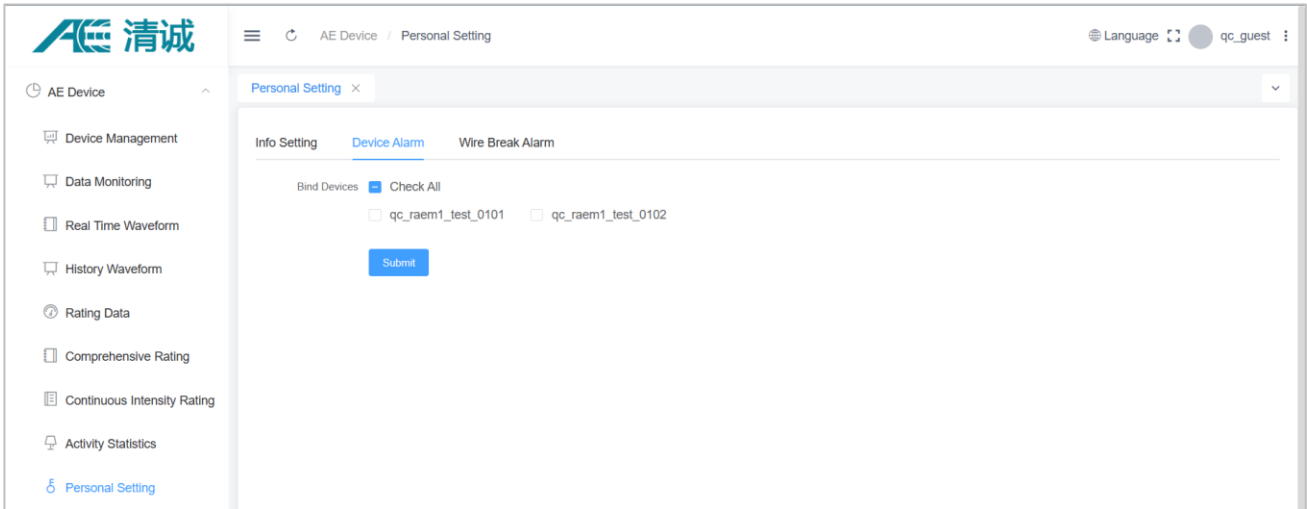 AE 清诚
AE Device / Personal Setting
Language
qc_guest
AE Device
Device Management
Data Monitoring
Real Time Waveform
History Waveform
Rating Data
Comprehensive Rating
Continuous Intensity Rating
Activity Statistics
Personal Setting
Personal Setting
Info Setting
Device Alarm
Wire Break Alarm
Bind Devices
Check All
qc_raem1_test_0101
qc_raem1_test_0102
Submit